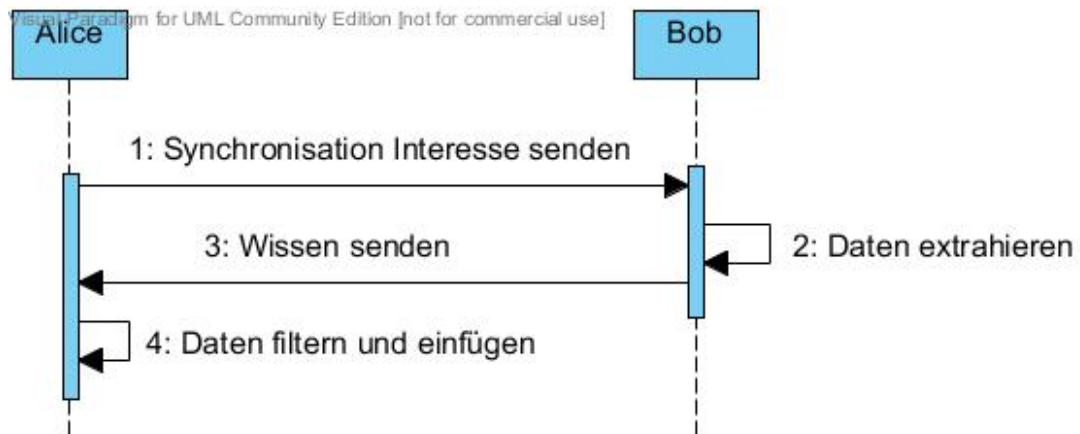 Visual Paradigm for UML Community Edition [not for commercial use]
Alice
Bob
1: Synchronisation Interesse senden
2: Daten extrahieren
3: Wissen senden
4: Daten filtern und einfügen